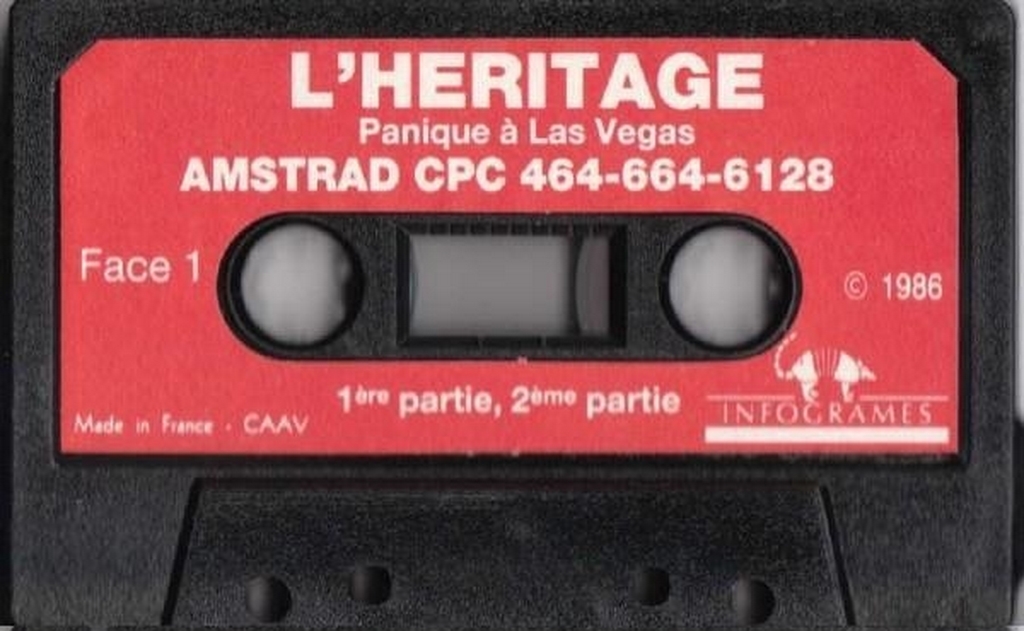 L'HERITAGE
Panique à Las Vegas
AMSTRAD CPC 464-664-6128
Face 1
© 1986
1ère partie, 2ème partie
Made in France - CAAV
INFOGRAMES